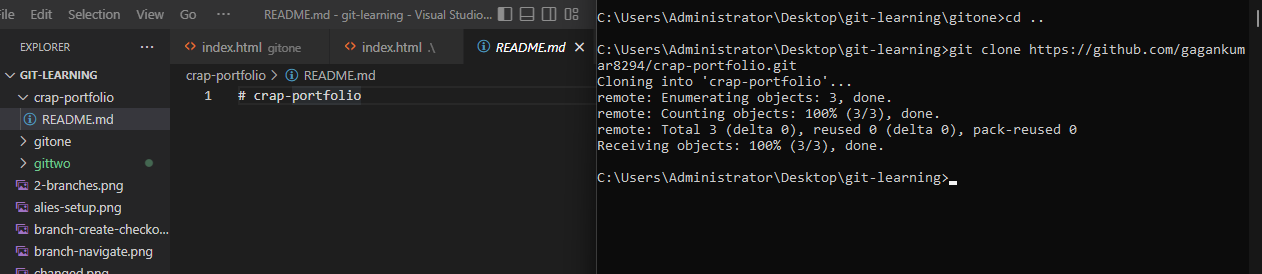 File Edit Selection View Go ··· README.md - git-learning - Visual Studio...
EXPLORER ···
GIT-LEARNING
crap-portfolio
README.md
gitone
gittwo
2-branches.png
alies-setup.png
branch-create-checko...
branch-navigate.png
changed.png
index.html gitone index.html .\ README.md
crap-portfolio > README.md
1 # crap-portfolio
C:\Users\Administrator\Desktop\git-learning\gitone>cd ..
C:\Users\Administrator\Desktop\git-learning>git clone https://github.com/gagankum
ar8294/crap-portfolio.git
Cloning into 'crap-portfolio'...
remote: Enumerating objects: 3, done.
remote: Counting objects: 100% (3/3), done.
remote: Total 3 (delta 0), reused 0 (delta 0), pack-reused 0
Receiving objects: 100% (3/3), done.
C:\Users\Administrator\Desktop\git-learning>